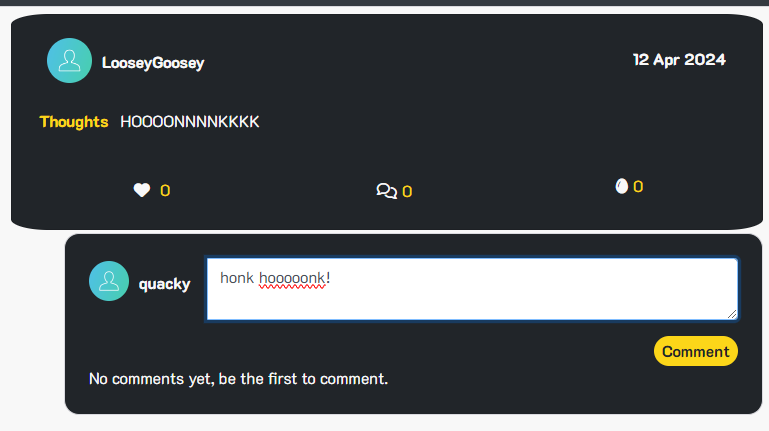 LooseyGoosey
12 Apr 2024
Thoughts HOOOONNNNKKKK
0
0
0
quacky
honk hooooonk!
Comment
No comments yet, be the first to comment.